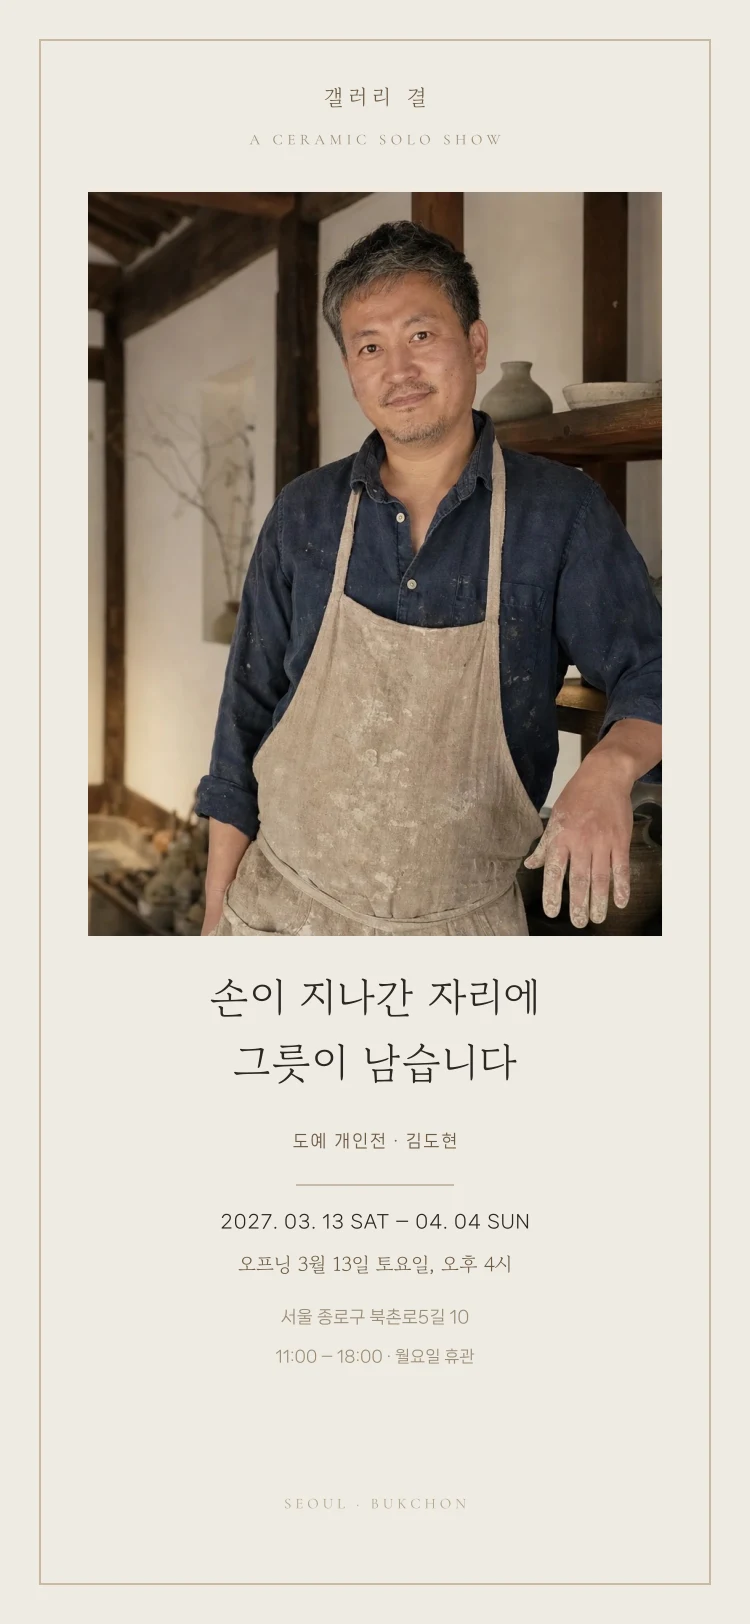 갤러리 결
A CERAMIC SOLO SHOW
손이 지나간 자리에
그릇이 남습니다
도예 개인전 · 김도현
2027. 03. 13 SAT – 04. 04 SUN
오프닝 3월 13일 토요일, 오후 4시
서울 종로구 북촌로5길 10
11:00 – 18:00 · 월요일 휴관
SEOUL · BUKCHON